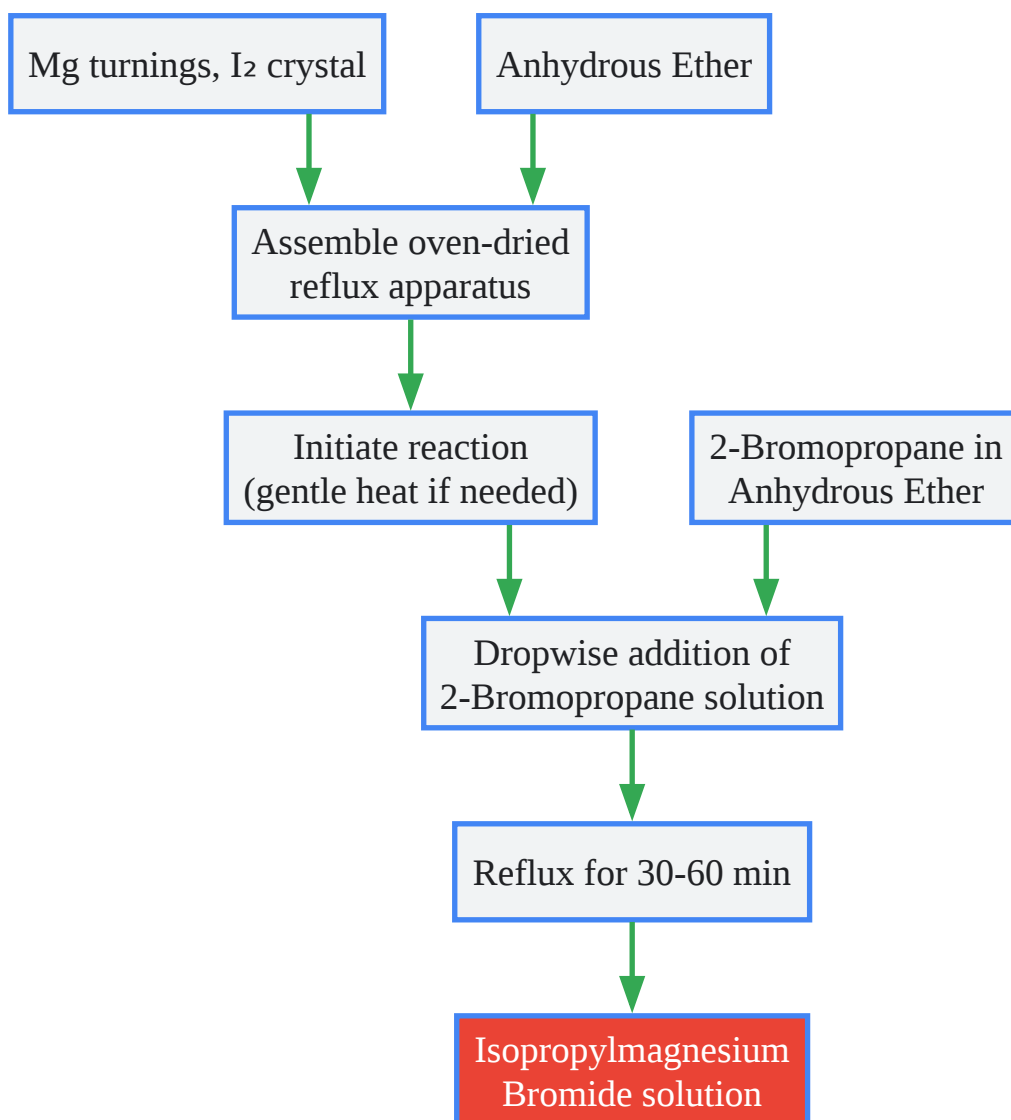 Mg turnings, I₂ crystal
Anhydrous Ether
Assemble oven-dried
reflux apparatus
Initiate reaction
(gentle heat if needed)
2-Bromopropane in
Anhydrous Ether
Dropwise addition of
2-Bromopropane solution
Reflux for 30-60 min
Isopropylmagnesium
Bromide solution